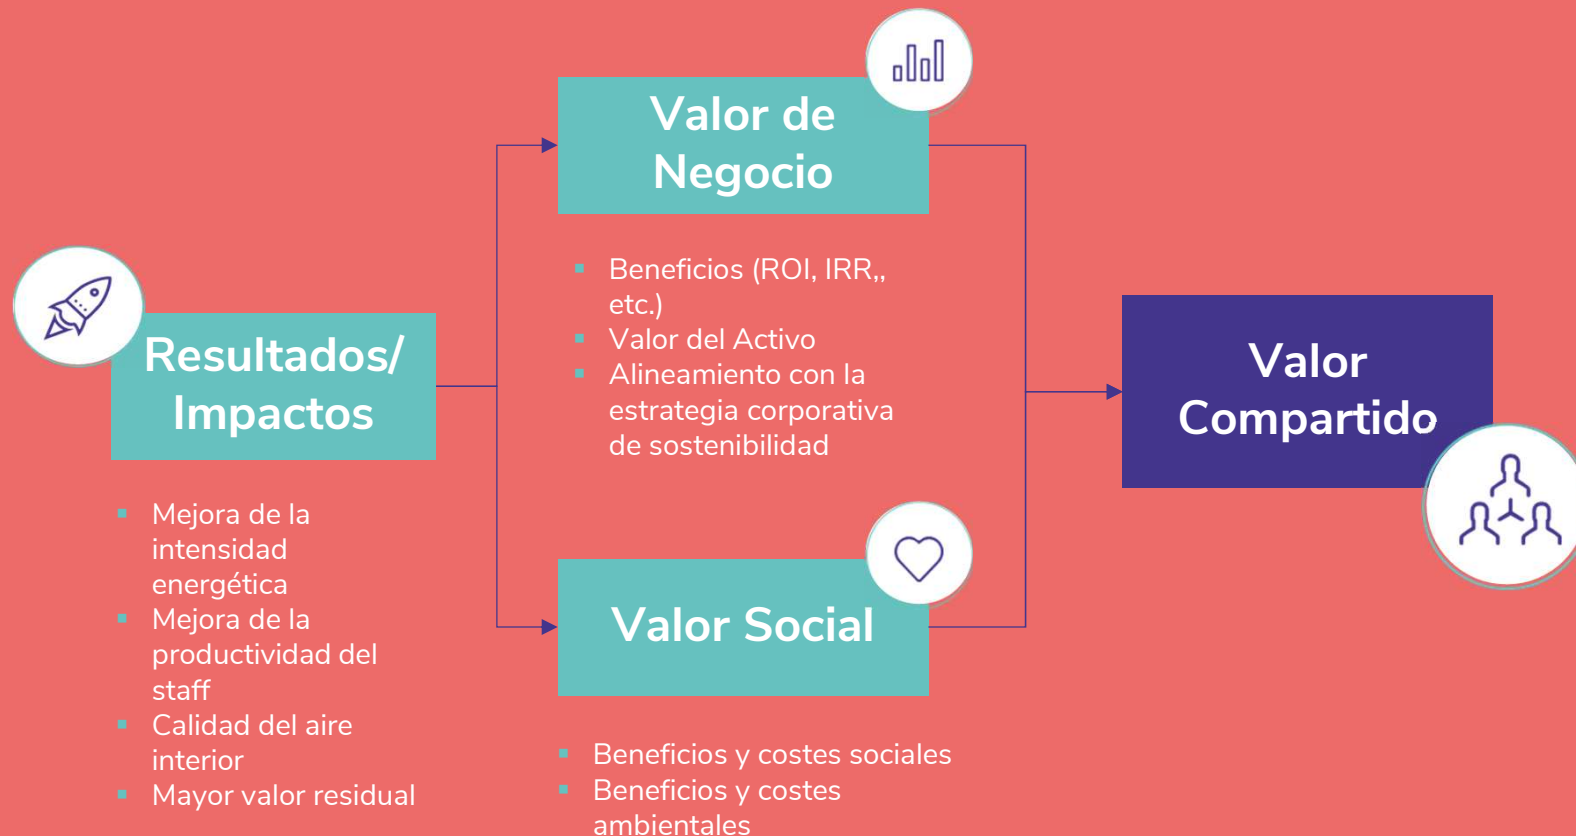 Resultados/
Impactos
▪ Mejora de la
intensidad
energética
▪ Mejora de la
productividad del
staff
▪ Calidad del aire
interior
▪ Mayor valor residual
Valor de
Negocio
▪ Beneficios (ROI, IRR,,
etc.)
▪ Valor del Activo
▪ Alineamiento con la
estrategia corporativa
de sostenibilidad
Valor Social
▪ Beneficios y costes sociales
▪ Beneficios y costes
ambientales
Valor
Compartido